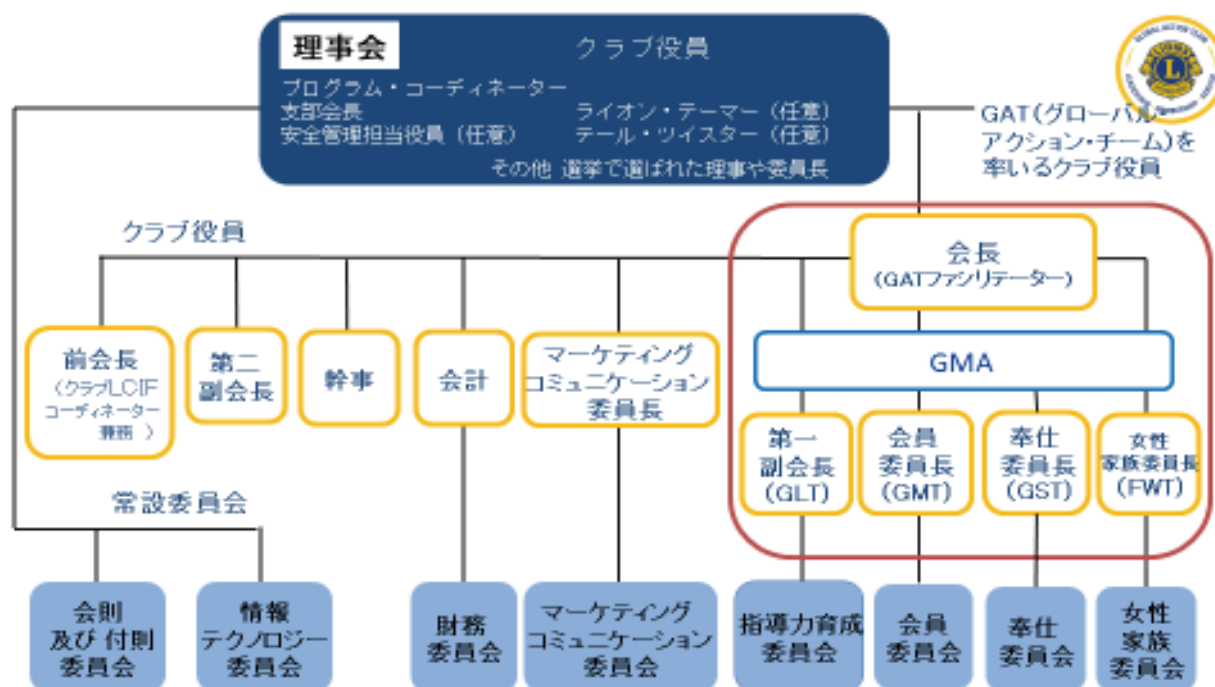 理事会 クラブ役員
プログラム・コーディネーター
支部会長 ライオン・テーマー（任意）
安全管理担当役員（任意） テール・ツイスター（任意）
その他 選挙で選ばれた理事や委員長
GAT（グローバル・
アクション・チーム）を
率いるクラブ役員
L
クラブ役員
会長
（GATファシリテーター）
GMA
前会長
（クラブLCIF
コーディネーター
兼務 ）
第二
副会長
幹事
会計
マーケティング
コミュニケーション
委員長
第一
副会長
（GLT）
会員
委員長
（GMT）
奉仕
委員長
（GST）
女性
家族委員長
（FWT）
常設委員会
会則
及び 付則
委員会
情報
テクノロジー
委員会
財務
委員会
マーケティング
コミュニケーション
委員会
指導力育成
委員会
会員
委員会
奉仕
委員会
女性
家族
委員会